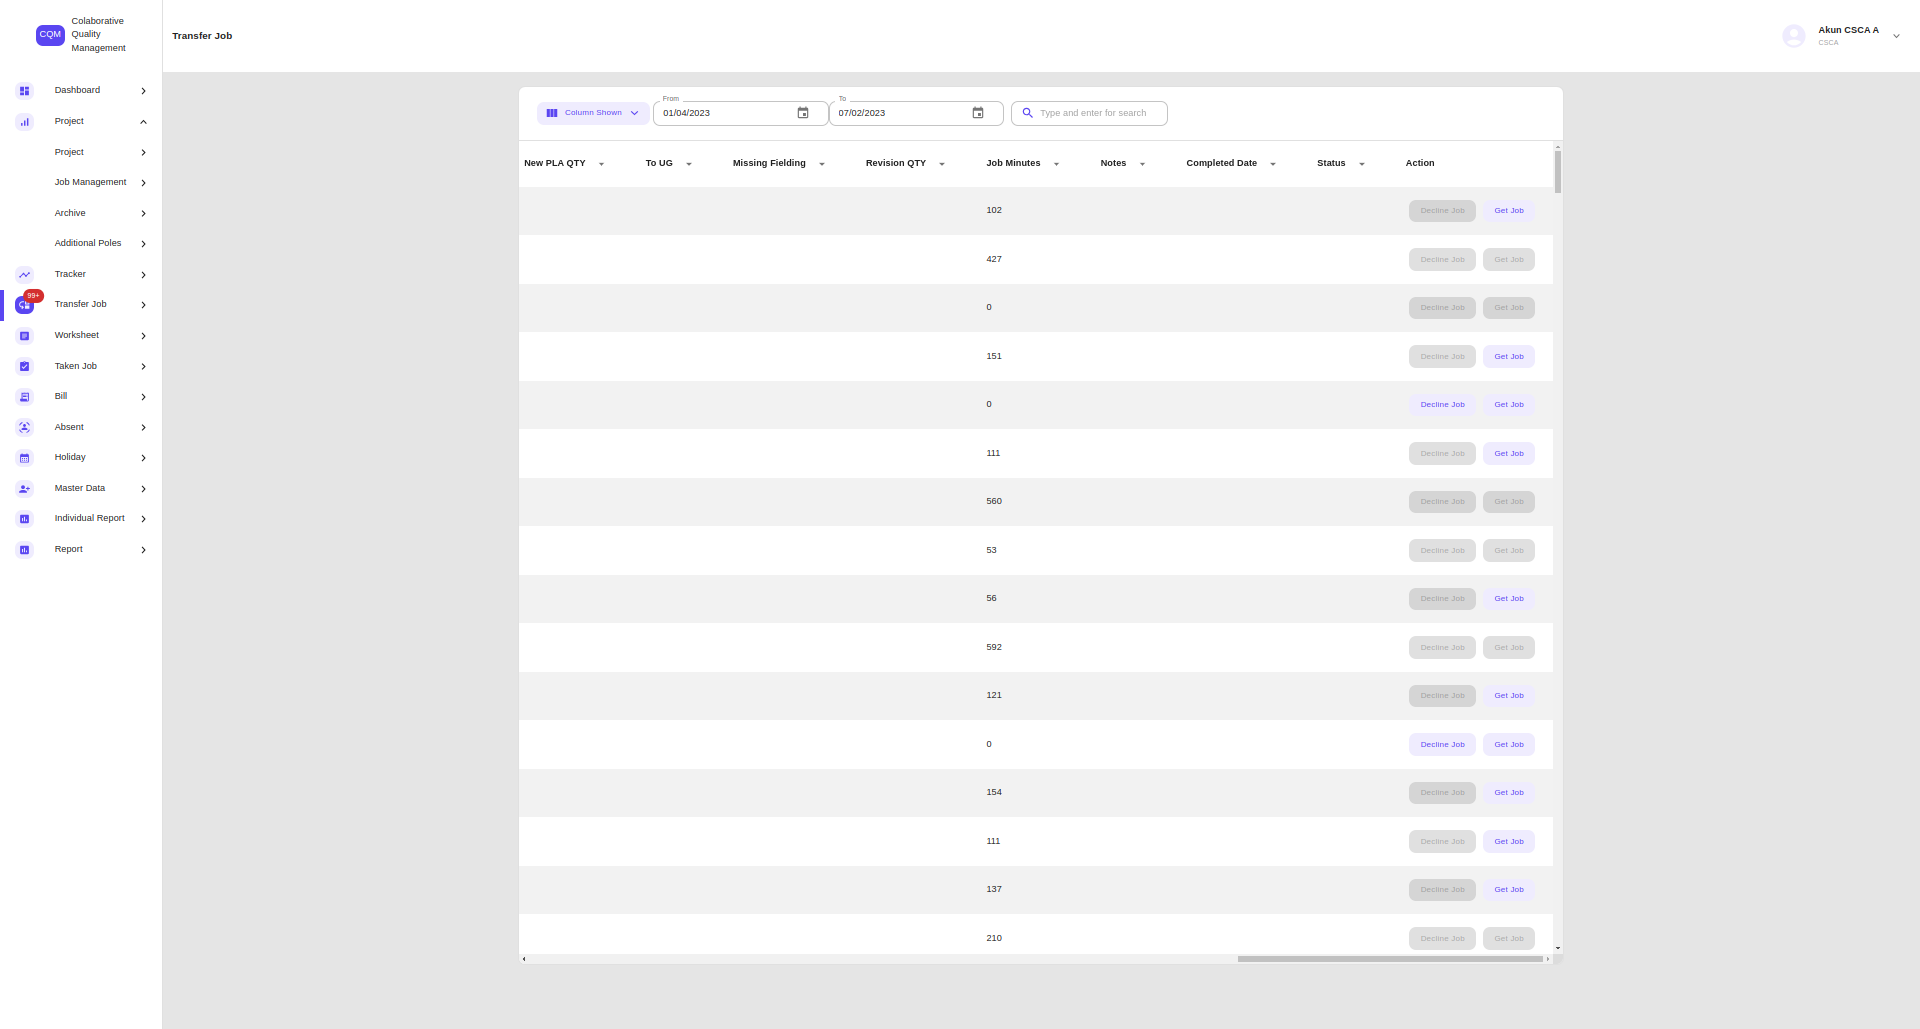 CQM
Colaborative
Quality
Management
Transfer Job
Akun CSCA A
CSCA
Dashboard
Project
Project
Job Management
Archive
Additional Poles
Tracker
99+
Transfer Job
Worksheet
Taken Job
Bill
Absent
Holiday
Master Data
Individual Report
Report
Column Shown
From
01/04/2023
To
07/02/2023
Type and enter for search
New PLA QTY To UG Missing Fielding Revision QTY Job Minutes Notes Completed Date Status Action
102 Decline Job Get Job
427 Decline Job Get Job
0 Decline Job Get Job
151 Decline Job Get Job
0 Decline Job Get Job
111 Decline Job Get Job
560 Decline Job Get Job
53 Decline Job Get Job
56 Decline Job Get Job
592 Decline Job Get Job
121 Decline Job Get Job
0 Decline Job Get Job
154 Decline Job Get Job
111 Decline Job Get Job
137 Decline Job Get Job
210 Decline Job Get Job